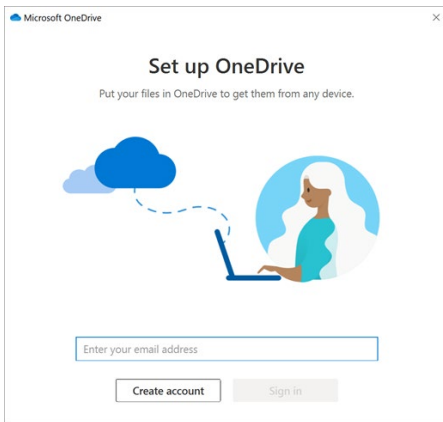 Microsoft OneDrive
Set up OneDrive
Put your files in OneDrive to get them from any device.
Enter your email address
Create account
Sign in